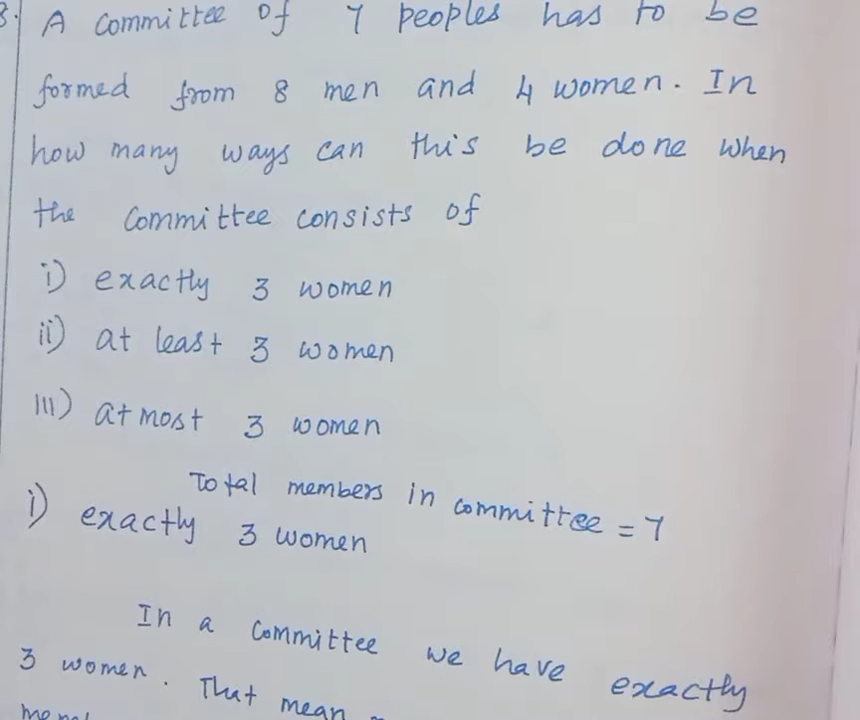 3. A committee of 7 peoples has to be
formed from 8 men and 4 women. In
how many ways can this be done when
the committee consists of
i) exactly 3 women
ii) at least 3 women
III) atmost 3 women
Total members in committee = 7
i) exactly 3 women
In a committee we have exactly
3 women. That mean